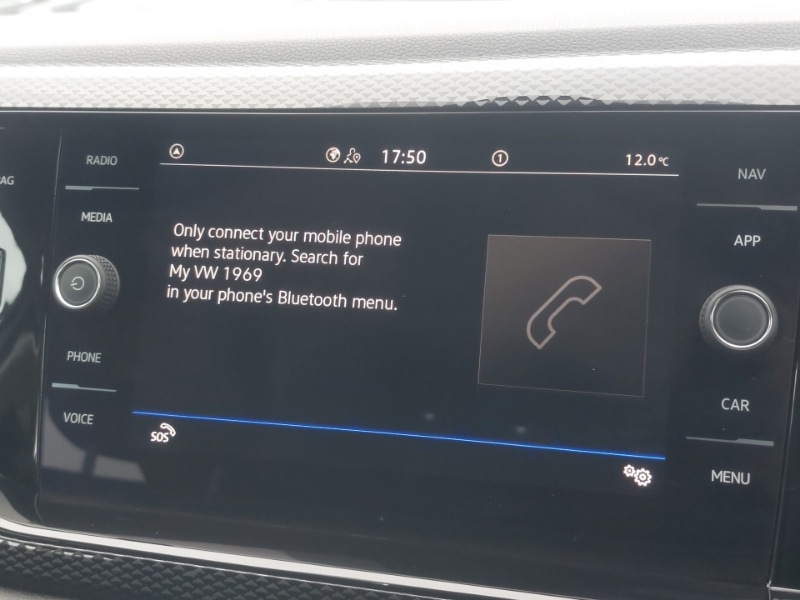 RADIO
MEDIA
PHONE
VOICE
17:50
1
12.0°C
Only connect your mobile phone
when stationary. Search for
My VW 1969
in your phone's Bluetooth menu.
SOS
NAV
APP
CAR
MENU